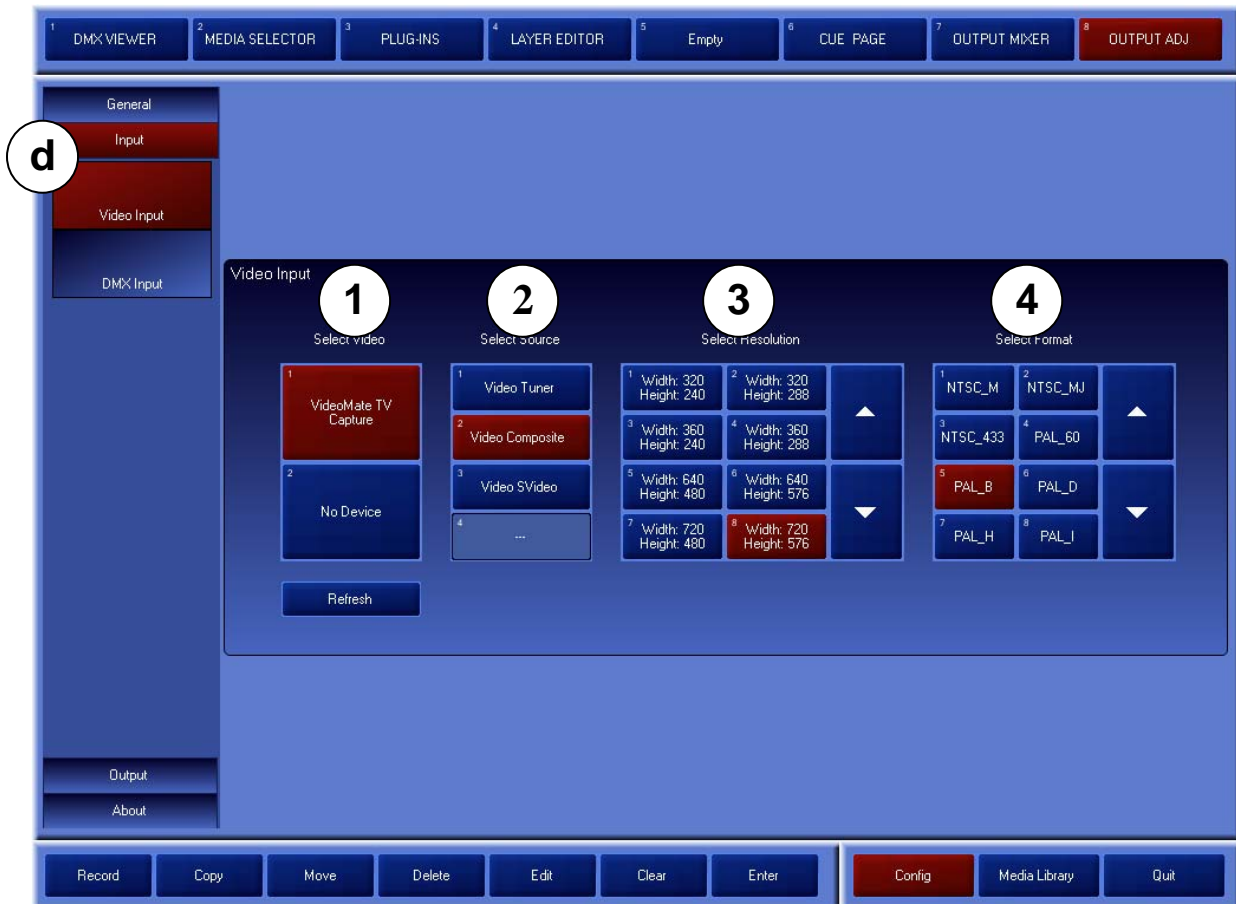 1 DMX VIEWER
2 MEDIA SELECTOR
3 PLUG-INS
4 LAYER EDITOR
5 Empty
6 CUE PAGE
7 OUTPUT MIXER
8 OUTPUT ADJ
General
Input
d
Video Input
DMX Input
Output
About
Video Input
1
Select Video
1
VideoMate TV
Capture
2
No Device
Refresh
2
Select Source
1 Video Tuner
2 Video Composite
3 Video SVideo
4 ---
3
Select Resolution
1 Width: 320
Height: 240
2 Width: 320
Height: 288
3 Width: 360
Height: 240
4 Width: 360
Height: 288
5 Width: 640
Height: 480
6 Width: 640
Height: 576
7 Width: 720
Height: 480
8 Width: 720
Height: 576
4
Select Format
1 NTSC_M
2 NTSC_MJ
3 NTSC_433
4 PAL_60
5 PAL_B
6 PAL_D
7 PAL_H
8 PAL_I
Record
Copy
Move
Delete
Edit
Clear
Enter
Config
Media Library
Quit